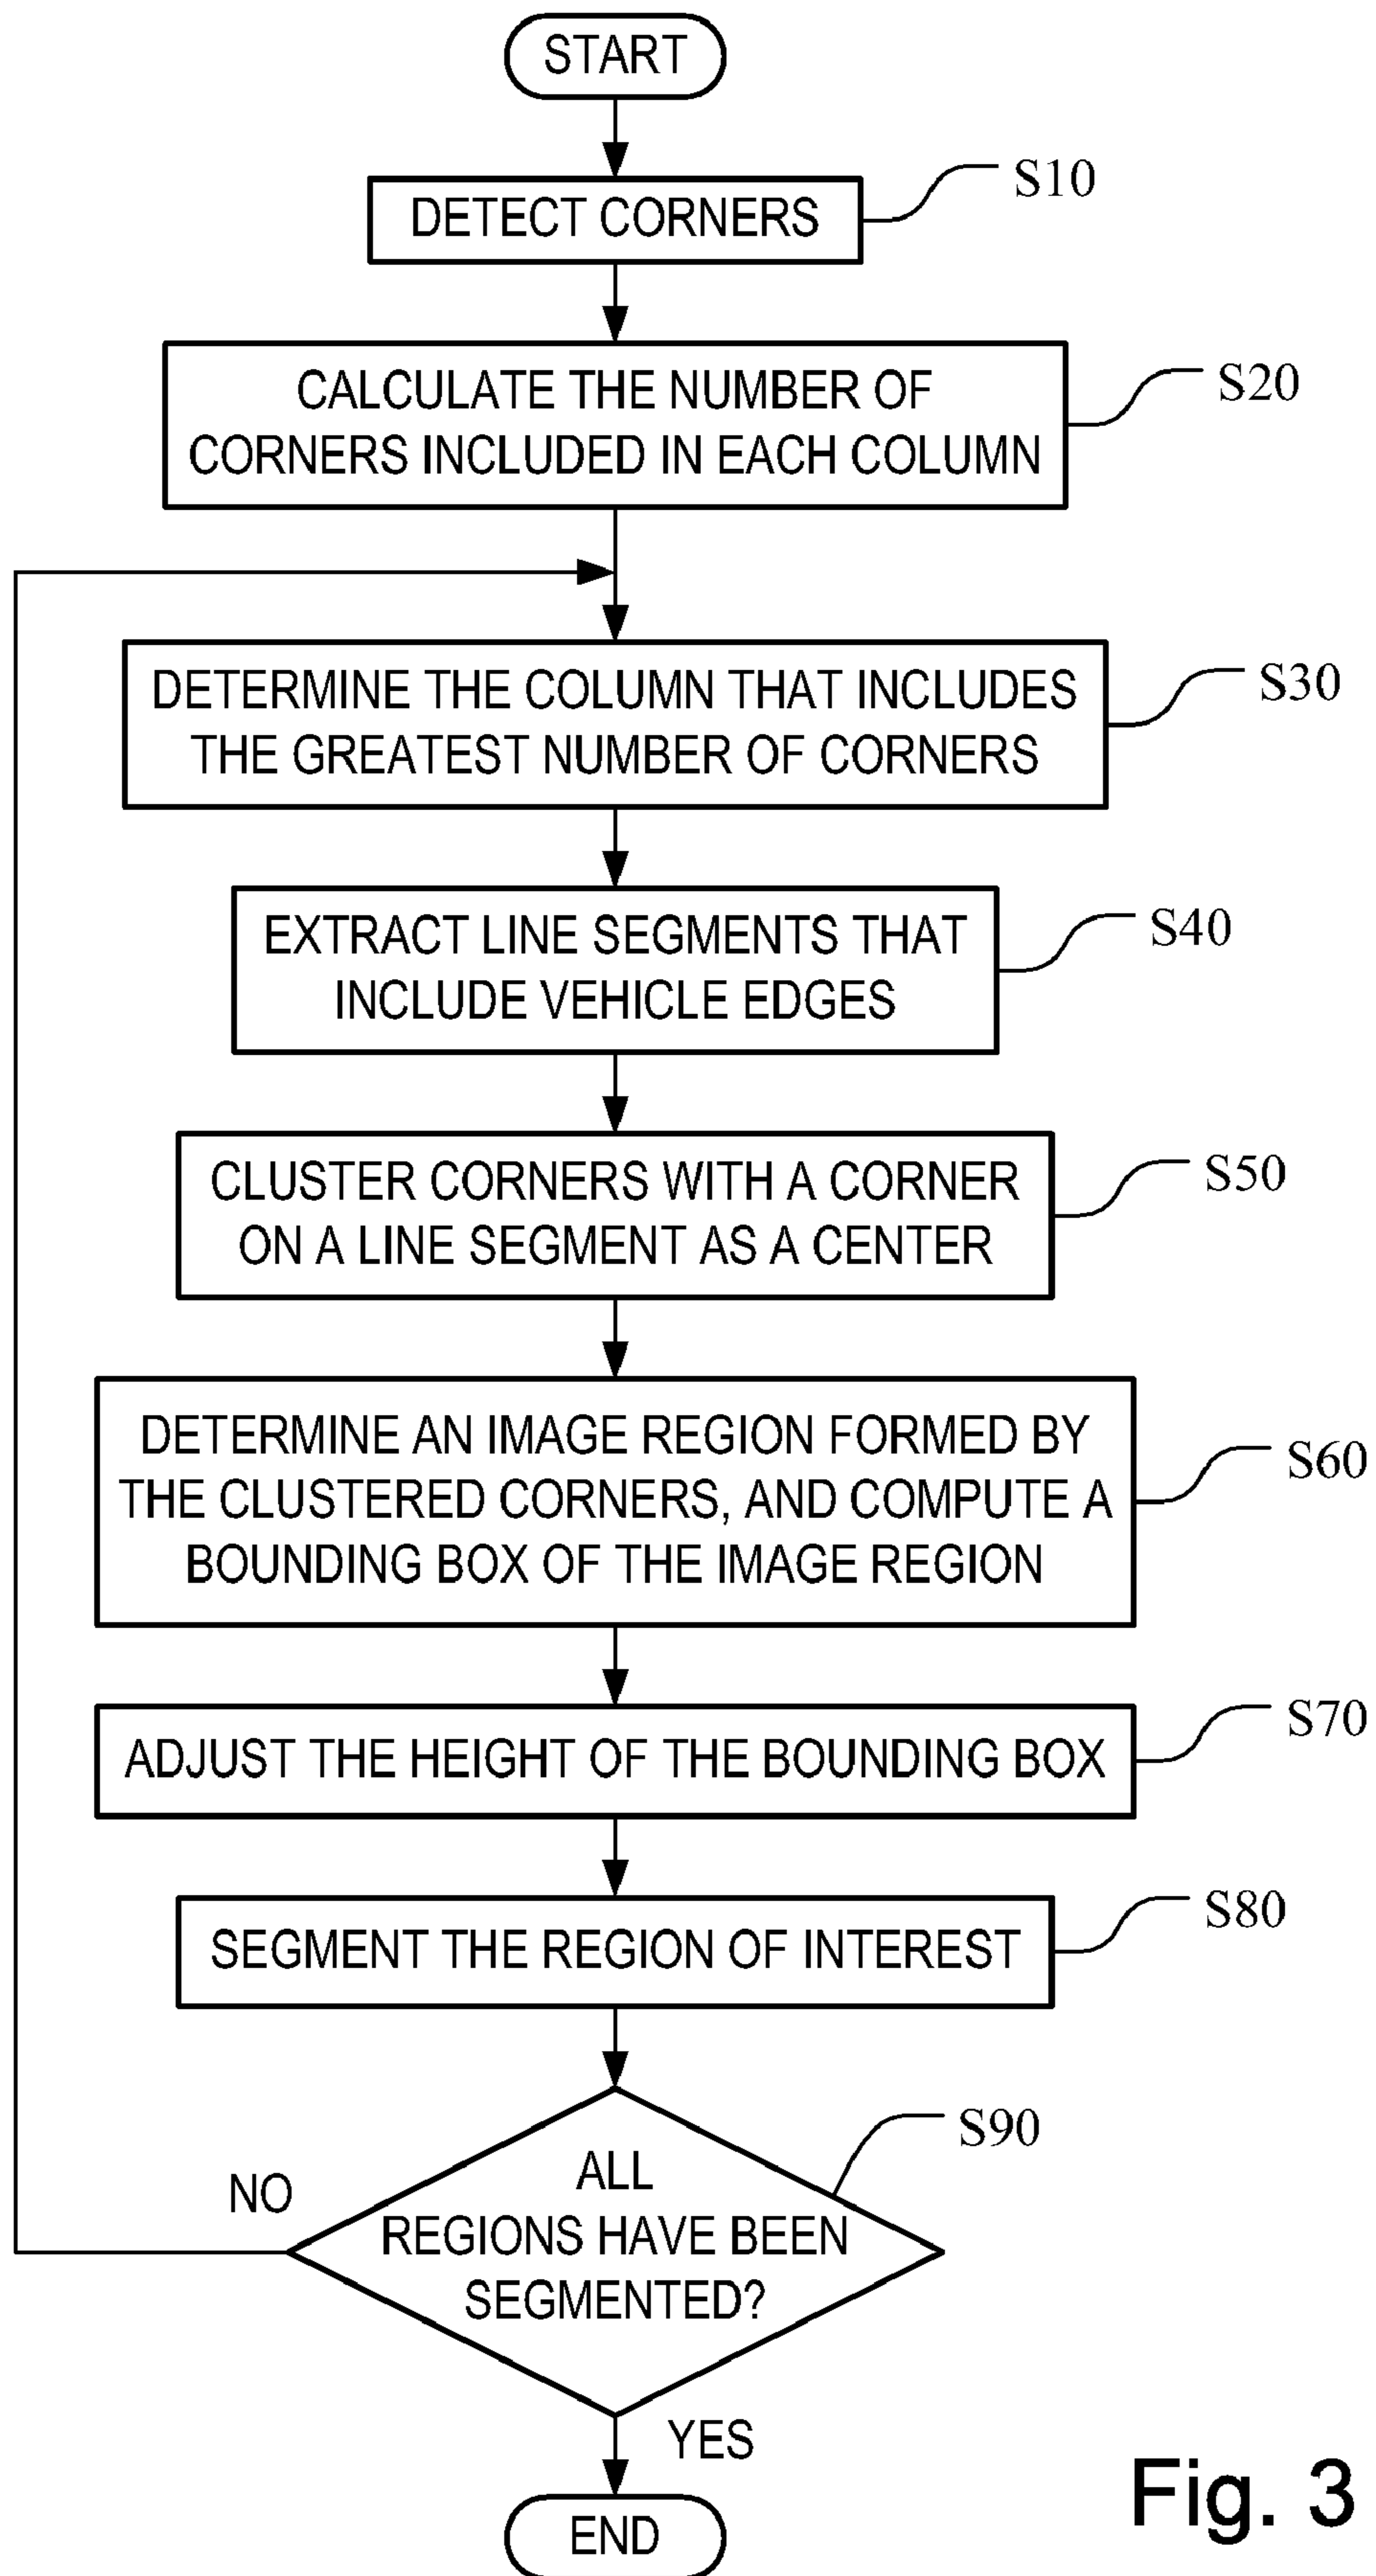 START
DETECT CORNERS
S10
CALCULATE THE NUMBER OF
CORNERS INCLUDED IN EACH COLUMN
S20
DETERMINE THE COLUMN THAT INCLUDES
THE GREATEST NUMBER OF CORNERS
S30
EXTRACT LINE SEGMENTS THAT
INCLUDE VEHICLE EDGES
S40
CLUSTER CORNERS WITH A CORNER
ON A LINE SEGMENT AS A CENTER
S50
DETERMINE AN IMAGE REGION FORMED BY
THE CLUSTERED CORNERS, AND COMPUTE A
BOUNDING BOX OF THE IMAGE REGION
S60
ADJUST THE HEIGHT OF THE BOUNDING BOX
S70
SEGMENT THE REGION OF INTEREST
S80
ALL
REGIONS HAVE BEEN
SEGMENTED?
S90
NO
YES
END
Fig. 3